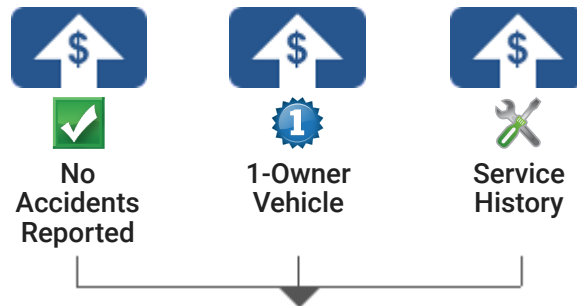 $ $ $
1
No
Accidents
Reported
1-Owner
Vehicle
Service
History